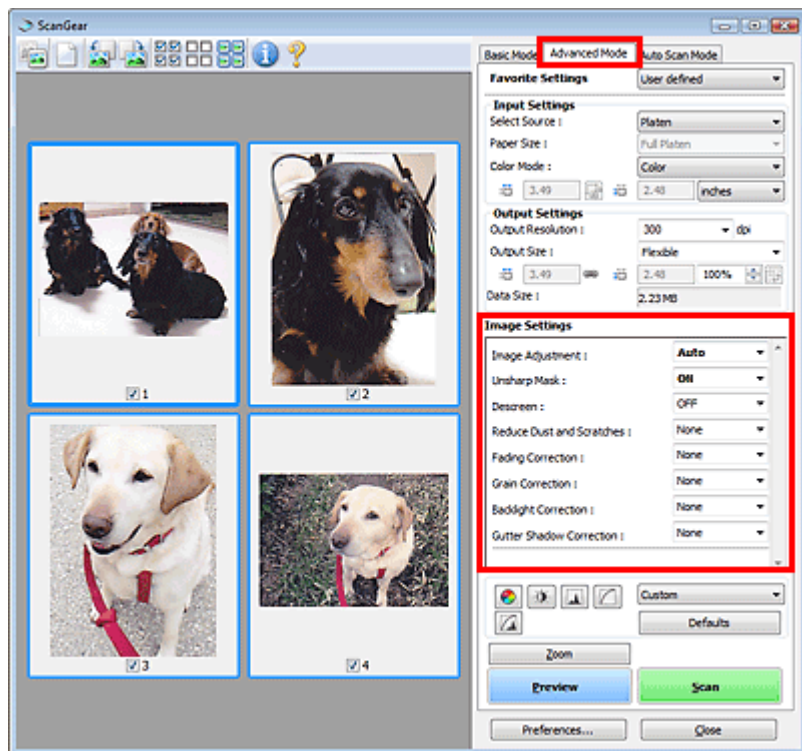 ScanGear
Basic Mode Advanced Mode Auto Scan Mode
Favorite Settings User defined
Input Settings
Select Source : Platen
Paper Size : Full Platen
Color Mode : Color
3.49 2.48 inches
Output Settings
Output Resolution : 300 dpi
Output Size : Flexible
3.49 2.48 100%
Data Size : 2.23 MB
Image Settings
Image Adjustment : Auto
Unsharp Mask : ON
Descreen : OFF
Reduce Dust and Scratches : None
Fading Correction : None
Grain Correction : None
Backlight Correction : None
Gutter Shadow Correction : None
Custom
Defaults
Zoom
Preview Scan
Preferences... Close
1
2
3
4